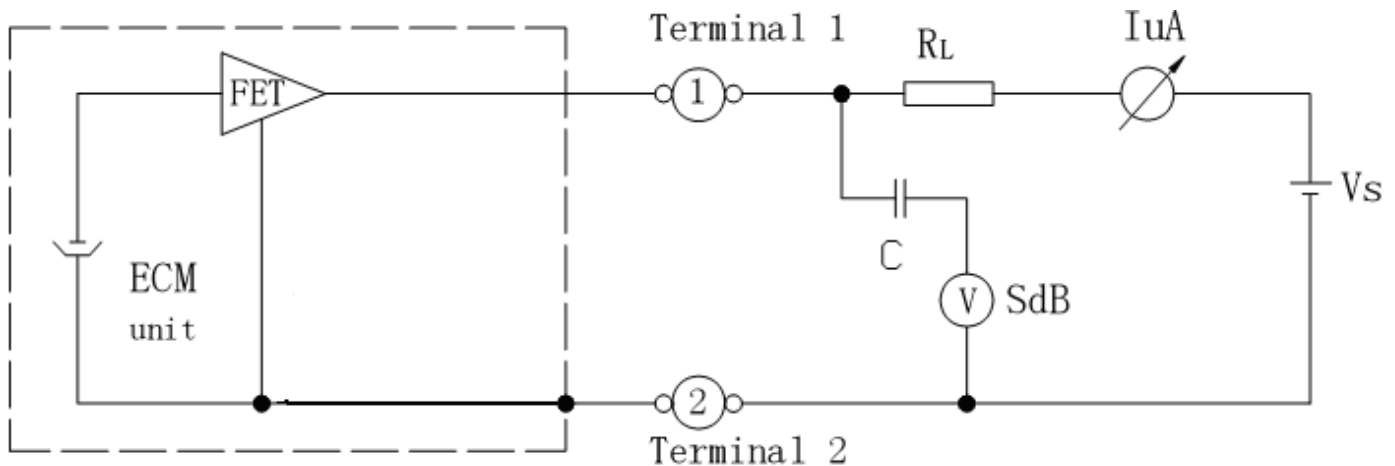 Terminal 1
RL
IuA
FET
1
Vs
C
ECM
unit
V
SdB
2
Terminal 2